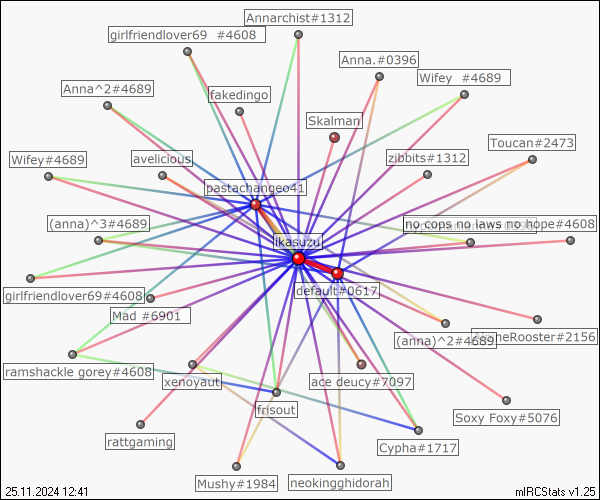 Annarchist#1312
girlfriendlover69 #4608
Anna.#0396
Wifey #4689
Anna^2#4689
fakedingo
Skalman
Toucan#2473
Wifey#4689
avelicious
zibbits#1312
pastachangeo41
(anna)^3#4689
no cops no laws no hope#4608
likasuzu
girlfriendlover69#4608
default#0617
Mad #6901
(anna)^2#4689
#2156
ramshackle gorey#4608
xenoyaut
ace deucy#7097
frisout
Soxy Foxy#5076
rattgaming
Cypha#1717
Mushy#1984
neokingghidorah
25.11.2024 12:41
mIRCStats v1.25